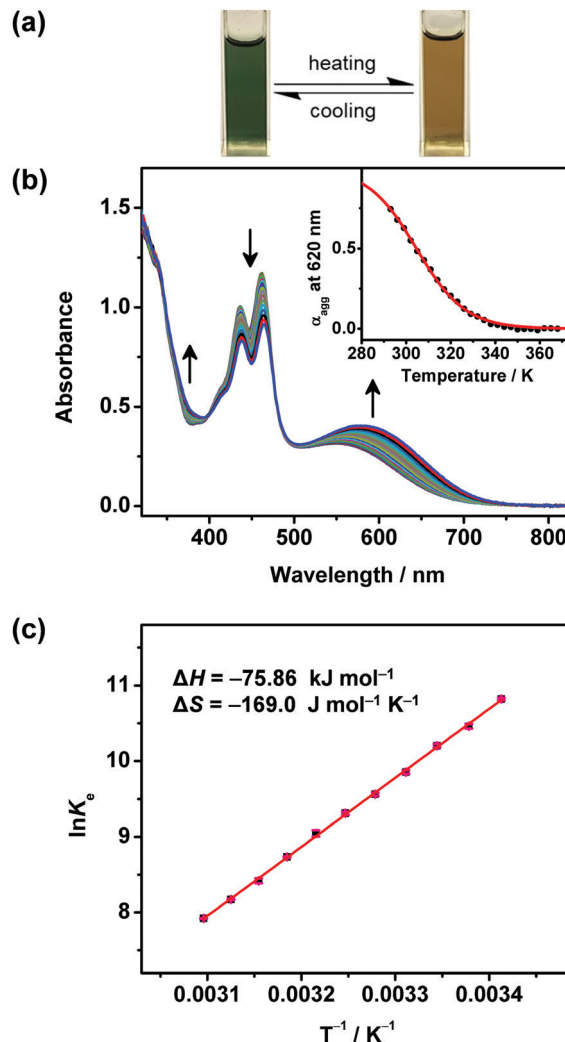 (a)
heating
cooling
(b)
1.5
1.0
0.5
0.0
Absorbance
400 500 600 700 800
Wavelength / nm
α_agg at 620 nm
0.5
0.0
280 300 320 340 360
Temperature / K
(c)
ΔH = −75.86 kJ mol⁻¹
ΔS = −169.0 J mol⁻¹ K⁻¹
11
10
9
8
lnK_e
0.0031 0.0032 0.0033 0.0034
T⁻¹ / K⁻¹